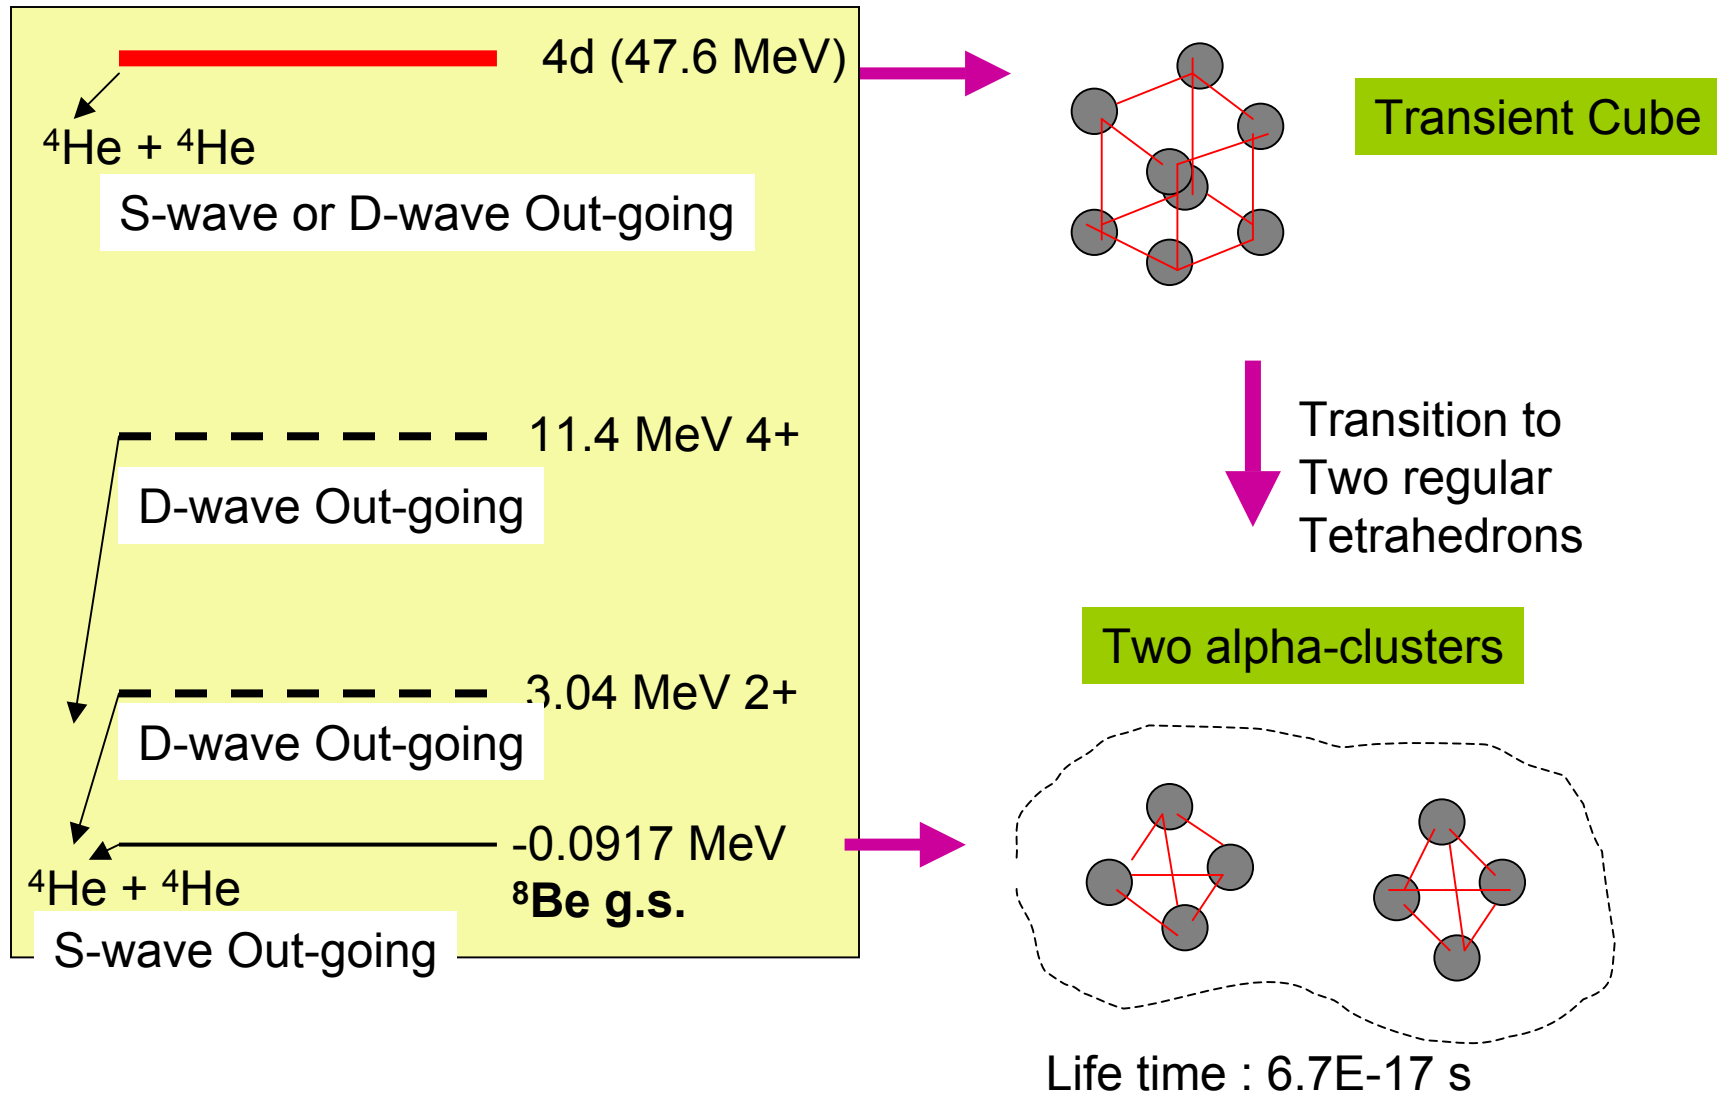 4d (47.6 MeV)
⁴He + ⁴He
S-wave or D-wave Out-going
11.4 MeV 4+
D-wave Out-going
3.04 MeV 2+
D-wave Out-going
-0.0917 MeV
⁴He + ⁴He
⁸Be g.s.
S-wave Out-going
Transient Cube
Transition to
Two regular
Tetrahedrons
Two alpha-clusters
Life time : 6.7E-17 s